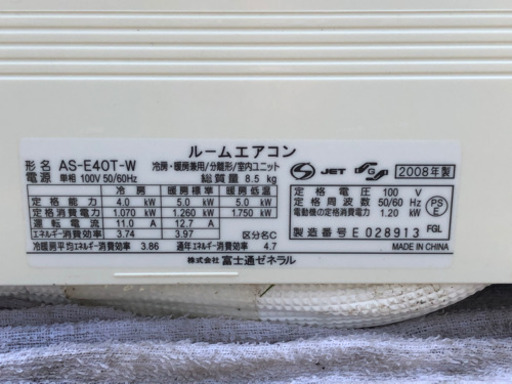 ルームエアコン
形名 AS-E40T-W 冷房・暖房兼用/分離形/室内ユニット
電源 単相 100V 50/60Hz 総質量 8.5 kg
冷房 暖房標準 暖房低温
定格能力 4.0 kW 5.0 kW 5.0 kW
定格消費電力 1.070 kW 1.260 kW 1.750 kW
運転電流 11.0 A 12.7 A
エネルギー消費効率 3.74 3.97 区分名C
冷暖房平均エネルギー消費効率 3.86 通年エネルギー消費効率 4.7
株式会社 富士通ゼネラル
S JET SGS 2008年製
定格電圧 100 V
定格周波数 50/60 Hz
電動機の定格消費電力 1.20 kW
PSE
製造番号 E 028913 FGL
MADE IN CHINA